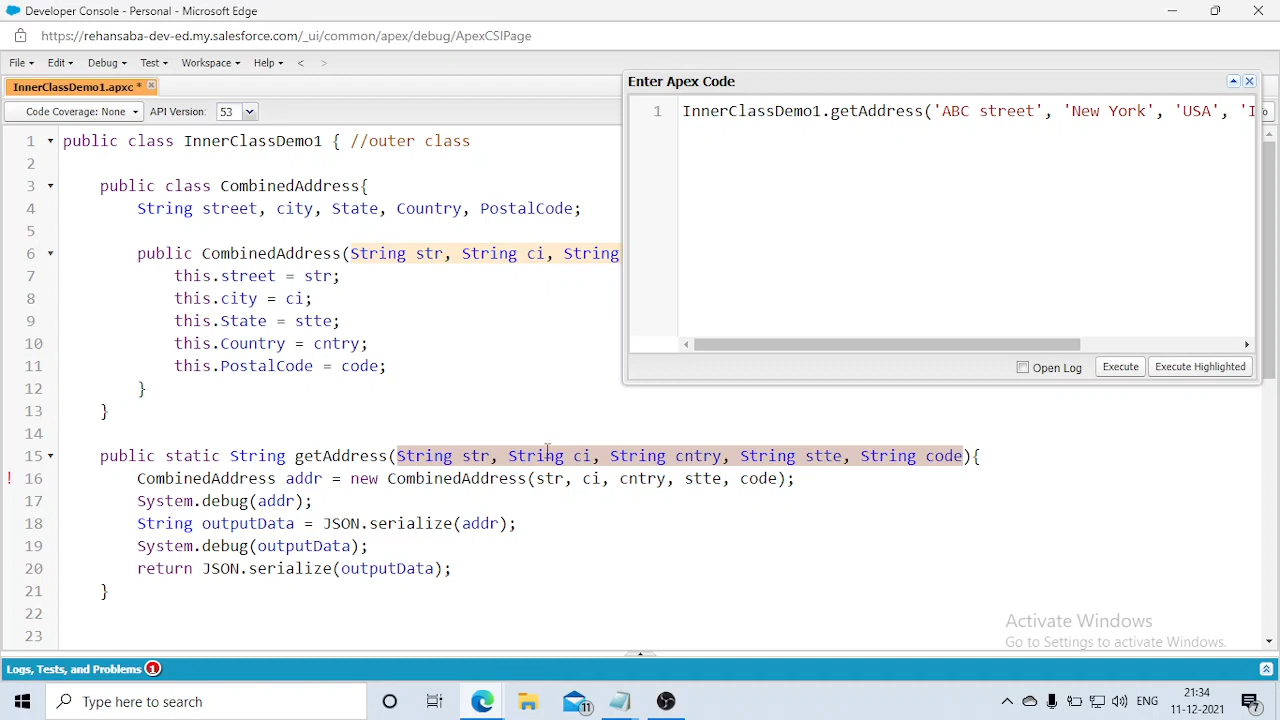 Developer Console - Personal - Microsoft Edge
https://rehansaba-dev-ed.my.salesforce.com/_ui/common/apex/debug/ApexCSIPage
File Edit Debug Test Workspace Help < >
InnerClassDemo1.apxc *
Code Coverage: None API Version: 53
Enter Apex Code
1 InnerClassDemo1.getAddress('ABC street', 'New York', 'USA', 'I
Open Log Execute Execute Highlighted
1 public class InnerClassDemo1 { //outer class
2
3 public class CombinedAddress{
4 String street, city, State, Country, PostalCode;
5
6 public CombinedAddress(String str, String ci, String
7 this.street = str;
8 this.city = ci;
9 this.State = stte;
10 this.Country = cntry;
11 this.PostalCode = code;
12 }
13 }
14
15 public static String getAddress(String str, String ci, String cntry, String stte, String code){
! 16 CombinedAddress addr = new CombinedAddress(str, ci, cntry, stte, code);
17 System.debug(addr);
18 String outputData = JSON.serialize(addr);
19 System.debug(outputData);
20 return JSON.serialize(outputData);
21 }
22
23
Activate Windows
Go to Settings to activate Windows.
Logs, Tests, and Problems 1
Type here to search
11
ENG
21:34
11-12-2021
7